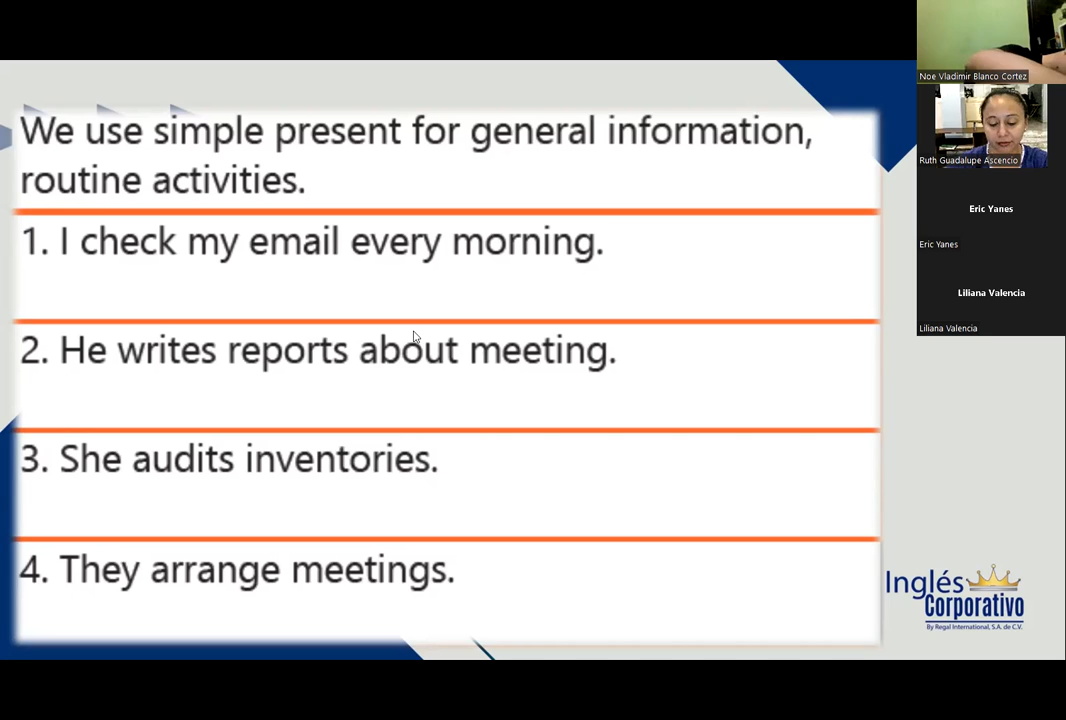 We use simple present for general information,
routine activities.
1. I check my email every morning.
2. He writes reports about meeting.
3. She audits inventories.
4. They arrange meetings.
Inglés
Corporativo
By Regal International, S.A. de C.V.
Noe Vladimir Blanco Cortez
Ruth Guadalupe Ascencio
Eric Yanes
Eric Yanes
Liliana Valencia
Liliana Valencia